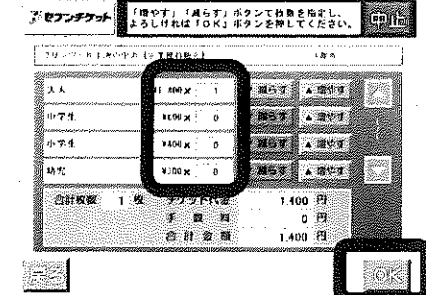 セブンチケット
「増やす」「減らす」ボタンで枚数を指定し、
よろしければ「OK」ボタンを押してください。
大人 1,400× 1 減らす ▲増やす
中学生 0 減らす ▲増やす
小学生 ¥400× 0 減らす ▲増やす
幼児 ¥300× 0 減らす ▲増やす
合計枚数 1 枚 チケット代金 1,400 円
手数料 0 円
合計金額 1,400 円
戻る OK